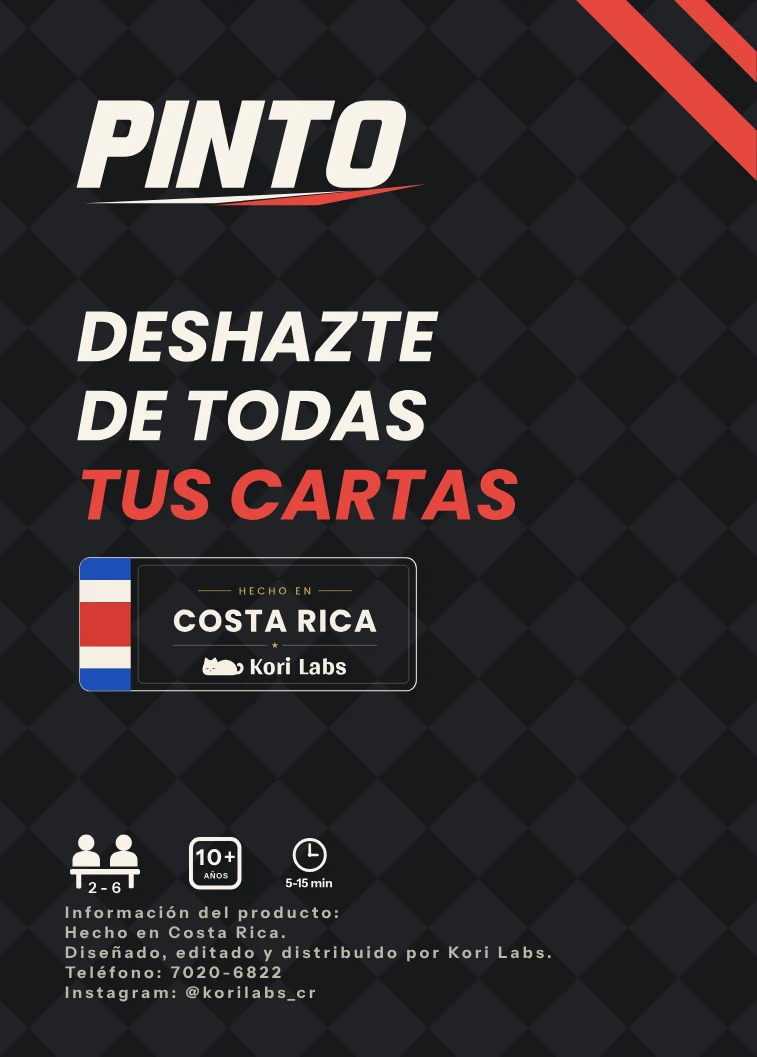 PINTO
DESHAZTE
DE TODAS
TUS CARTAS
HECHO EN
COSTA RICA
Kori Labs
2 - 6
10+
AÑOS
5-15 min
Información del producto:
Hecho en Costa Rica.
Diseñado, editado y distribuido por Kori Labs.
Teléfono: 7020-6822
Instagram: @korilabs_cr